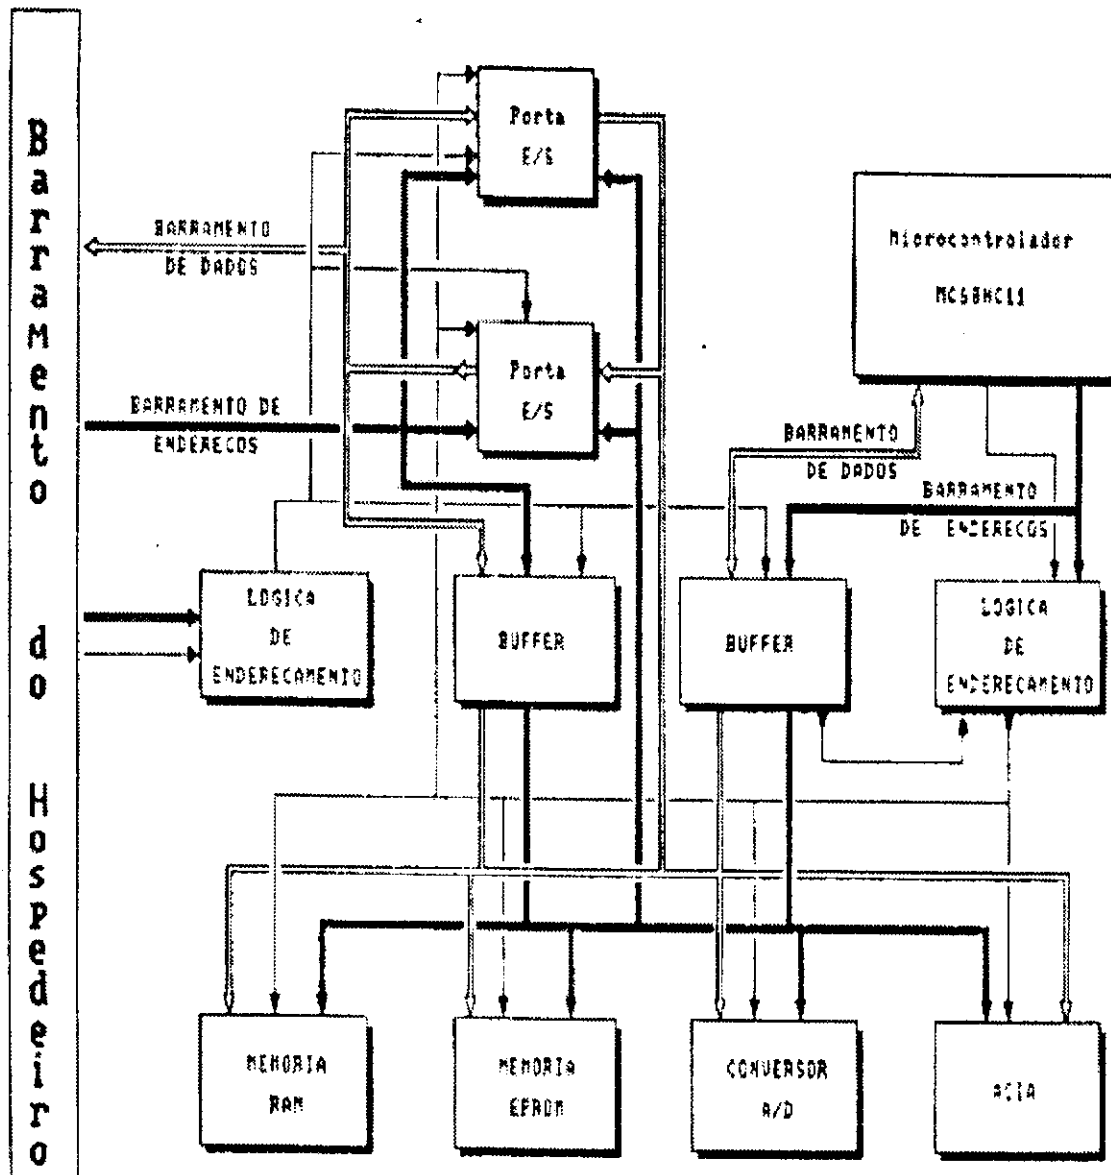 Barramento do Hospedeiro
Porta
E/S
BARRAMENTO
DE DADOS
Microcontrolador
MC68HC11
Porta
E/S
BARRAMENTO DE
ENDERECOS
BARRAMENTO
DE DADOS
BARRAMENTO
DE ENDERECOS
LOGICA
DE
ENDERECAMENTO
BUFFER
BUFFER
LOGICA
DE
ENDERECAMENTO
MEMORIA
RAM
MEMORIA
EPROM
CONVERSOR
A/D
ACIA